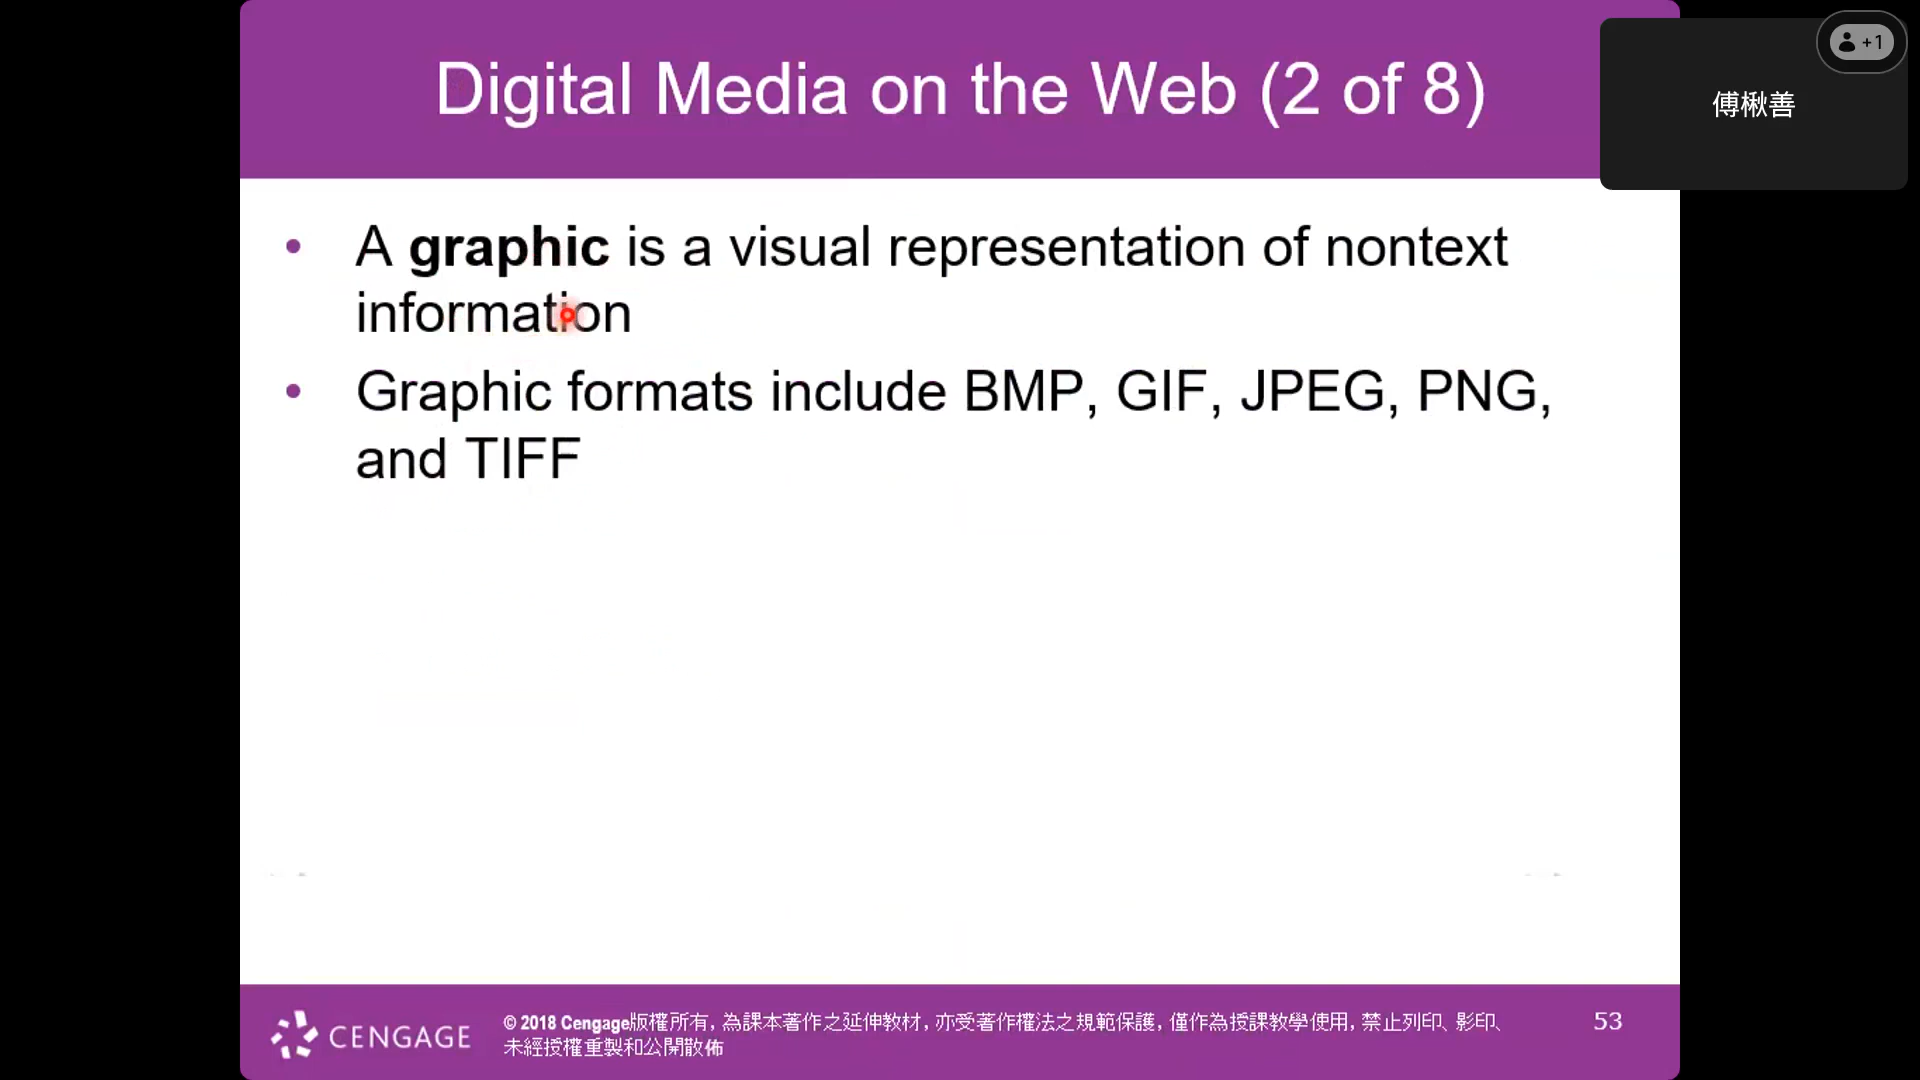 Digital Media on the Web (2 of 8)
+1
傅楸善
• A graphic is a visual representation of nontext
information
• Graphic formats include BMP, GIF, JPEG, PNG,
and TIFF
CENGAGE
© 2018 Cengage版權所有, 為課本著作之延伸教材, 亦受著作權法之規範保護, 僅作為授課教學使用, 禁止列印、影印、
未經授權重製和公開散佈
53